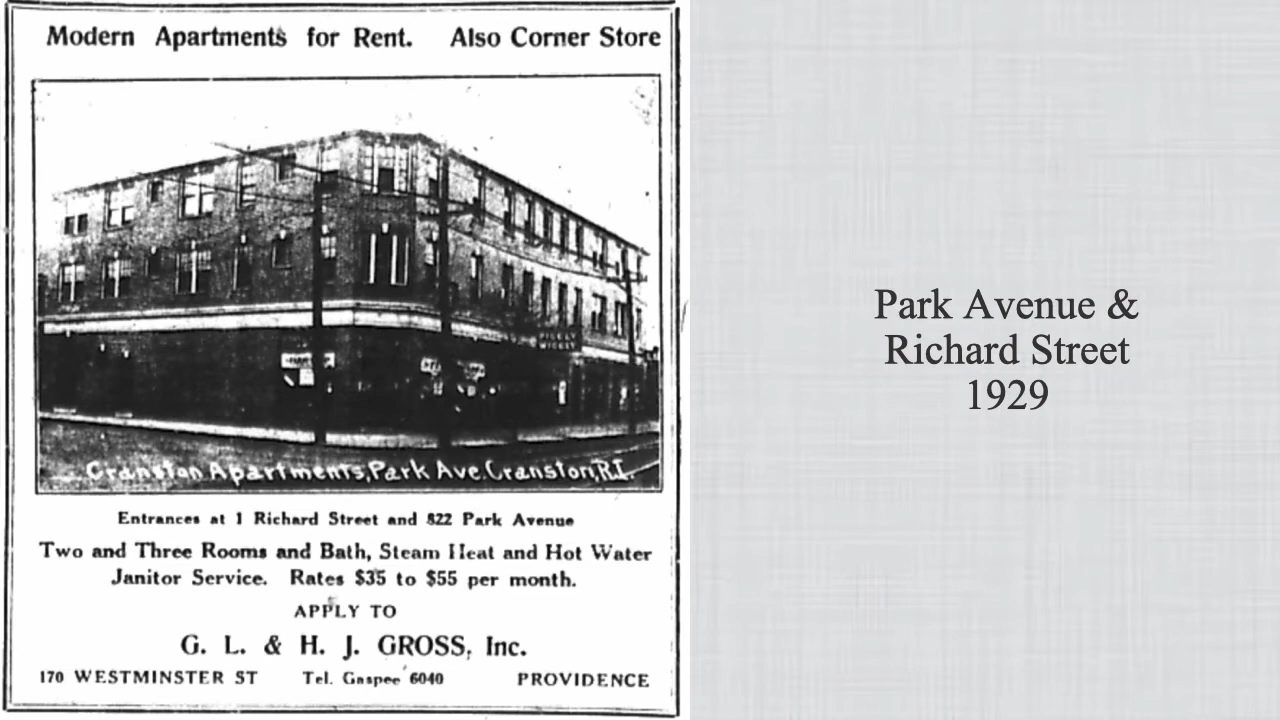 Modern Apartments for Rent. Also Corner Store
Cranston Apartments, Park Ave. Cranston, R.I.
Entrances at 1 Richard Street and 822 Park Avenue
Two and Three Rooms and Bath, Steam Heat and Hot Water
Janitor Service. Rates $35 to $55 per month.
APPLY TO
G. L. & H. J. GROSS, Inc.
170 WESTMINSTER ST Tel. Gaspee 6040 PROVIDENCE
Park Avenue &
Richard Street
1929